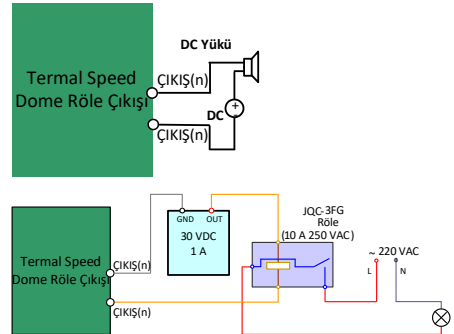 DC Yükü
Termal Speed
Dome Röle Çıkışı
ÇIKIŞ(n)
+
-
DC
ÇIKIŞ(n)
GND OUT
30 VDC
1 A
JQC-3FG
Röle
(10 A 250 VAC)
~ 220 VAC
L N
Termal Speed
Dome Röle Çıkışı
ÇIKIŞ(n)
ÇIKIŞ(n)